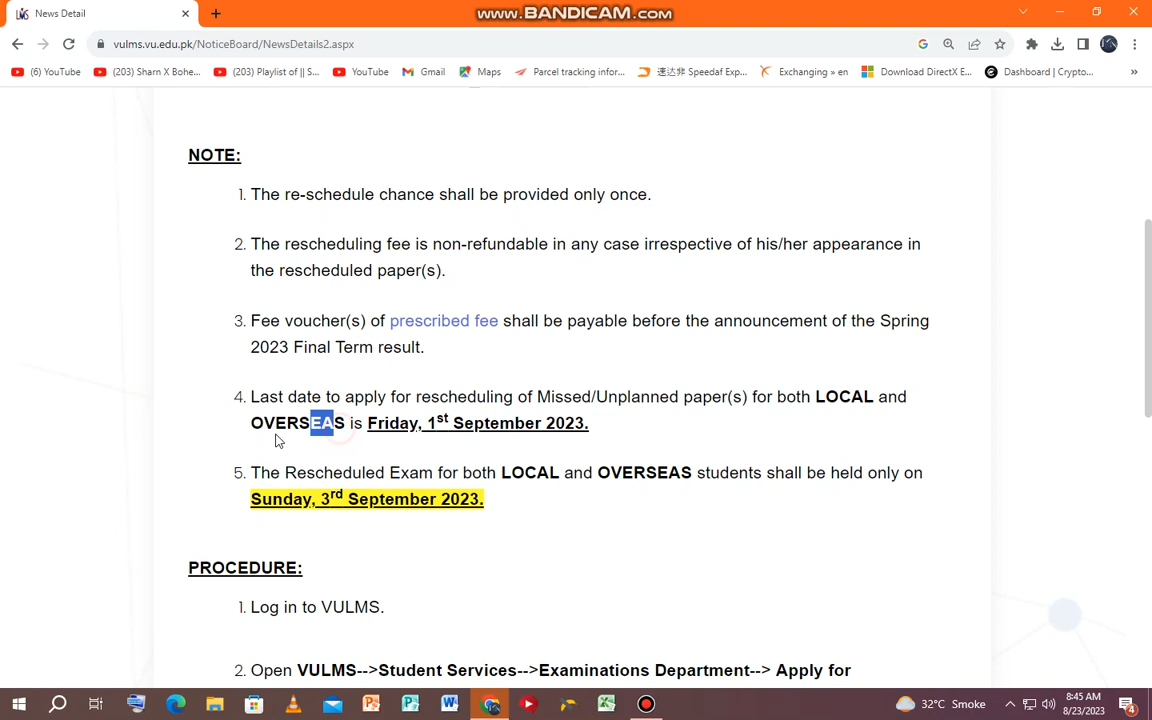 News Detail
www.BANDICAM.com
vulms.vu.edu.pk/NoticeBoard/NewsDetails2.aspx
(6) YouTube
(203) Sharn X Bohe...
(203) Playlist of || S...
YouTube
Gmail
Maps
Parcel tracking infor...
速达非 Speedaf Exp...
Exchanging » en
Download DirectX E...
Dashboard | Crypto...
NOTE:
1. The re-schedule chance shall be provided only once.
2. The rescheduling fee is non-refundable in any case irrespective of his/her appearance in
the rescheduled paper(s).
3. Fee voucher(s) of prescribed fee shall be payable before the announcement of the Spring
2023 Final Term result.
4. Last date to apply for rescheduling of Missed/Unplanned paper(s) for both LOCAL and
OVERSEAS is Friday, 1st September 2023.
5. The Rescheduled Exam for both LOCAL and OVERSEAS students shall be held only on
Sunday, 3rd September 2023.
PROCEDURE:
1. Log in to VULMS.
2. Open VULMS-->Student Services-->Examinations Department--> Apply for
32°C Smoke
8:45 AM
8/23/2023
4